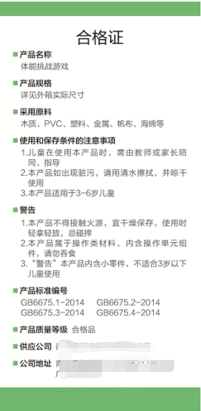 合格证
产品名称
体能挑战游戏
产品规格
详见外箱实际尺寸
采用原料
木质、PVC、塑料、金属、帆布、海绵等
使用和保存条件的注意事项
1.儿童在使用本产品时，需由教师或家长陪
同、指导
2.本产品如出现脏污，请用清水擦拭，并晾干
使用
3.本产品适用于3-6岁儿童
警告
1.本产品不得接触火源，宜干燥保存，使用时
轻拿轻放，忌碰摔
2.本产品属于操作类材料，内含操作单元组
件，请勿吞食
3.“警告”本产品内含小零件，不适合3岁以下
儿童使用
产品标准编号
GB6675.1-2014 GB6675.2-2014
GB6675.3-2014 GB6675.4-2014
产品质量等级 合格品
供应公司
公司地址